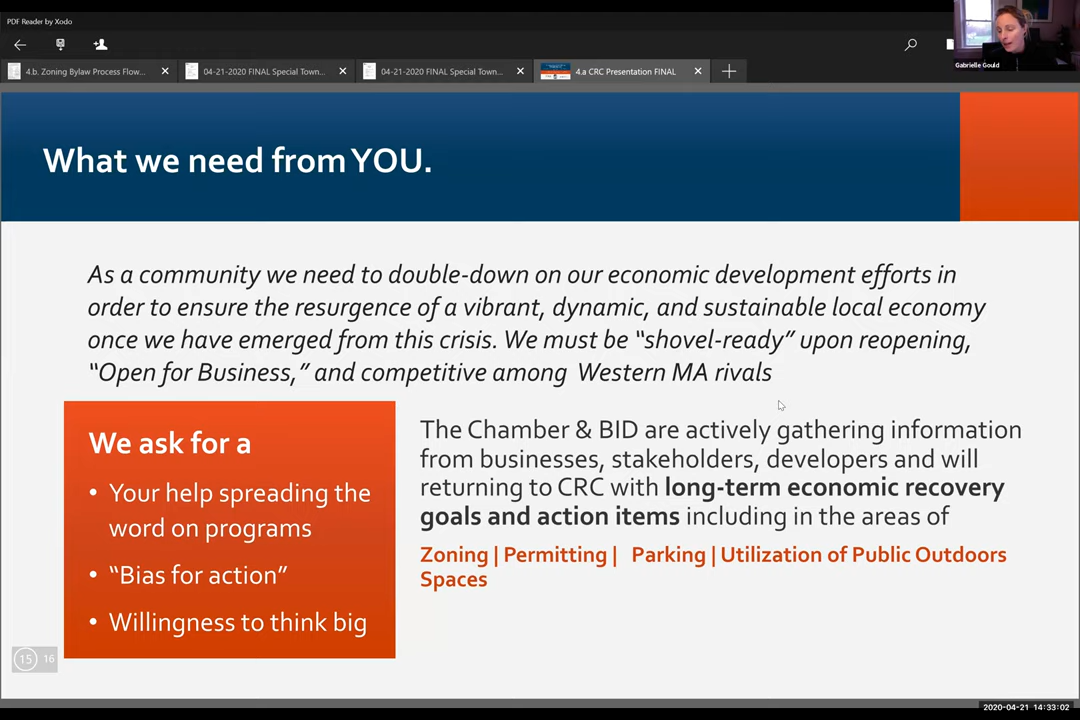 PDF Reader by Xodo
Gabrielle Gould
4.b. Zoning Bylaw Process Flow...
04-21-2020 FINAL Special Town...
04-21-2020 FINAL Special Town...
4.a CRC Presentation FINAL
What we need from YOU.
As a community we need to double-down on our economic development efforts in
order to ensure the resurgence of a vibrant, dynamic, and sustainable local economy
once we have emerged from this crisis. We must be “shovel-ready” upon reopening,
“Open for Business,” and competitive among Western MA rivals
We ask for a
• Your help spreading the
word on programs
• “Bias for action”
• Willingness to think big
The Chamber & BID are actively gathering information
from businesses, stakeholders, developers and will
returning to CRC with long-term economic recovery
goals and action items including in the areas of
Zoning | Permitting | Parking | Utilization of Public Outdoors
Spaces
15 16
2020-04-21 14:33:02